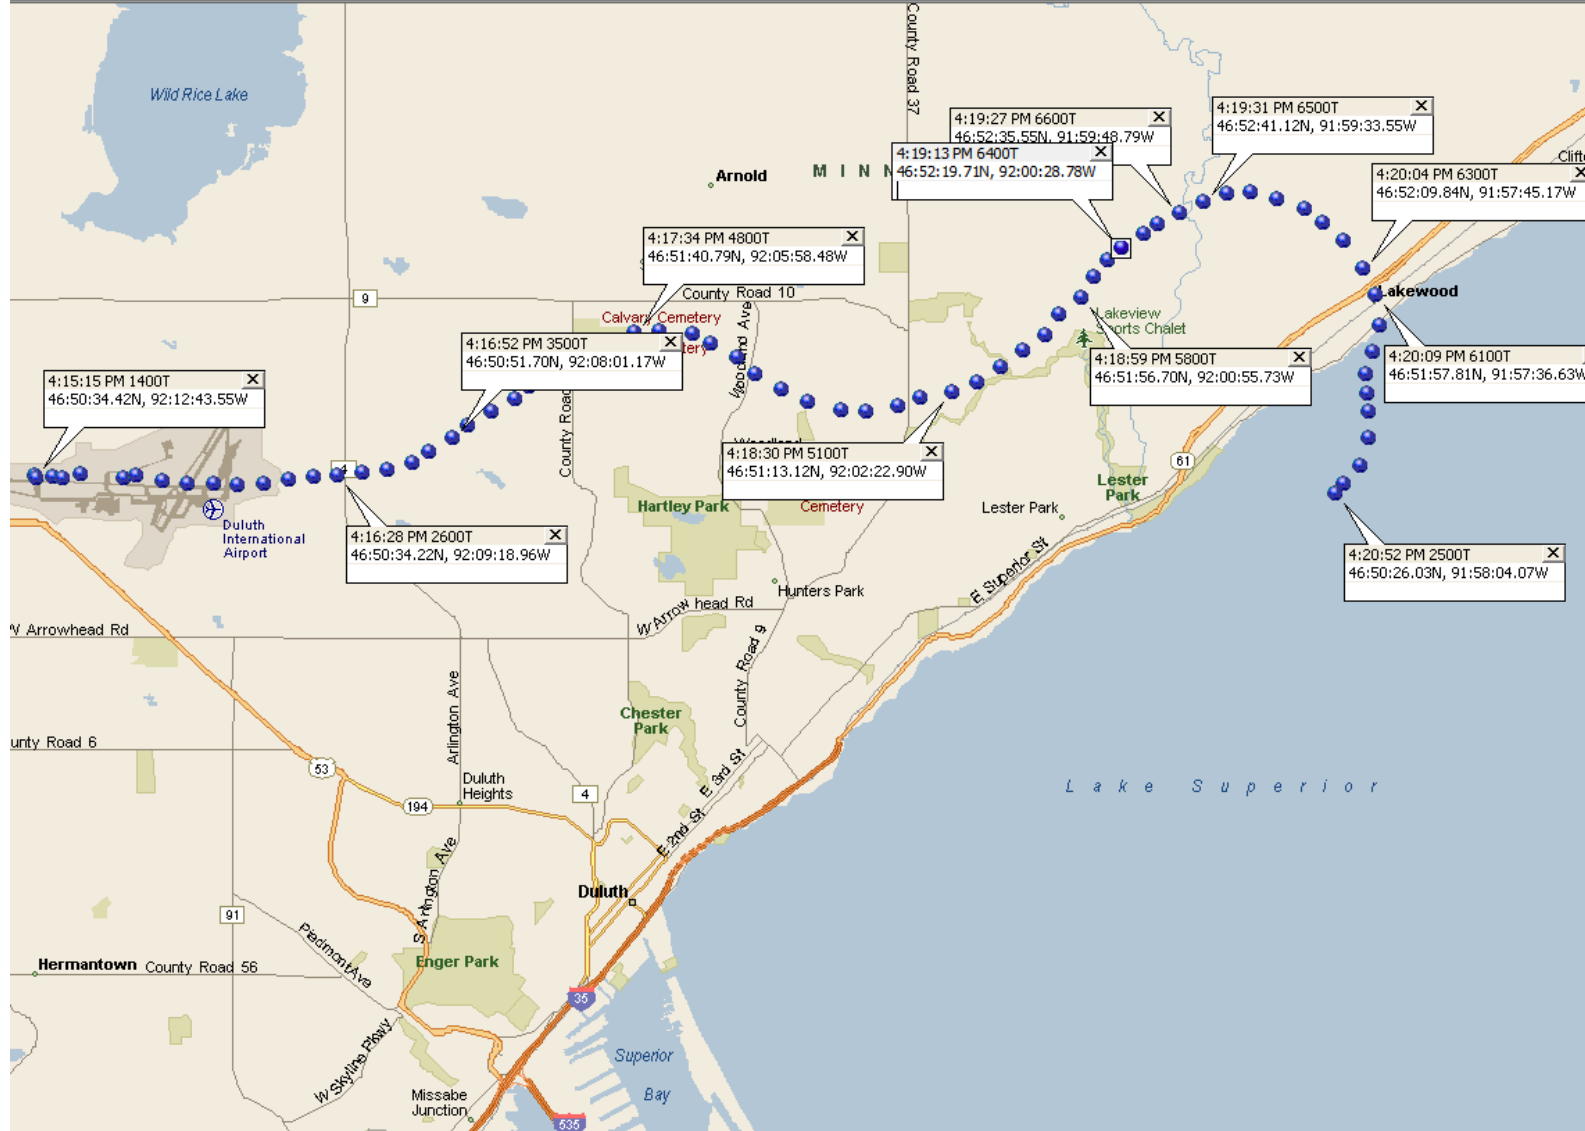 County Road 37
Wild Rice Lake
4:19:31 PM 6500T
46:52:41.12N, 91:59:33.55W
4:19:27 PM 6600T
46:52:35.55N, 91:59:48.79W
4:19:13 PM 6400T
46:52:19.71N, 92:00:28.78W
Arnold
M I N N
4:20:04 PM 6300T
46:52:09.84N, 91:57:45.17W
4:17:34 PM 4800T
46:51:40.79N, 92:05:58.48W
9
County Road 10
Lakewood
Calvary Cemetery
Lakeview
Sports Chalet
4:16:52 PM 3500T
46:50:51.70N, 92:08:01.17W
Woodland Ave
4:18:59 PM 5800T
46:51:56.70N, 92:00:55.73W
4:20:09 PM 6100T
46:51:57.81N, 91:57:36.63W
4:15:15 PM 1400T
46:50:34.42N, 92:12:43.55W
County Road
4:18:30 PM 5100T
46:51:13.12N, 92:02:22.90W
61
4
Duluth
International
Airport
Hartley Park
Cemetery
Lester
Park
Lester Park
4:16:28 PM 2600T
46:50:34.22N, 92:09:18.96W
4:20:52 PM 2500T
46:50:26.03N, 91:58:04.07W
E Superior St
Hunters Park
W Arrowhead Rd
Arrowhead Rd
County Road 9
Arlington Ave
Chester
Park
unty Road 6
53
E 3rd St
Duluth
Heights
194
4
Lake Superior
E 2nd St
S Arlington Ave
Duluth
91
Piedmont Ave
Hermantown
County Road 56
Enger Park
35
W Skyline Pkwy
Superior
Bay
Missabe
Junction
535